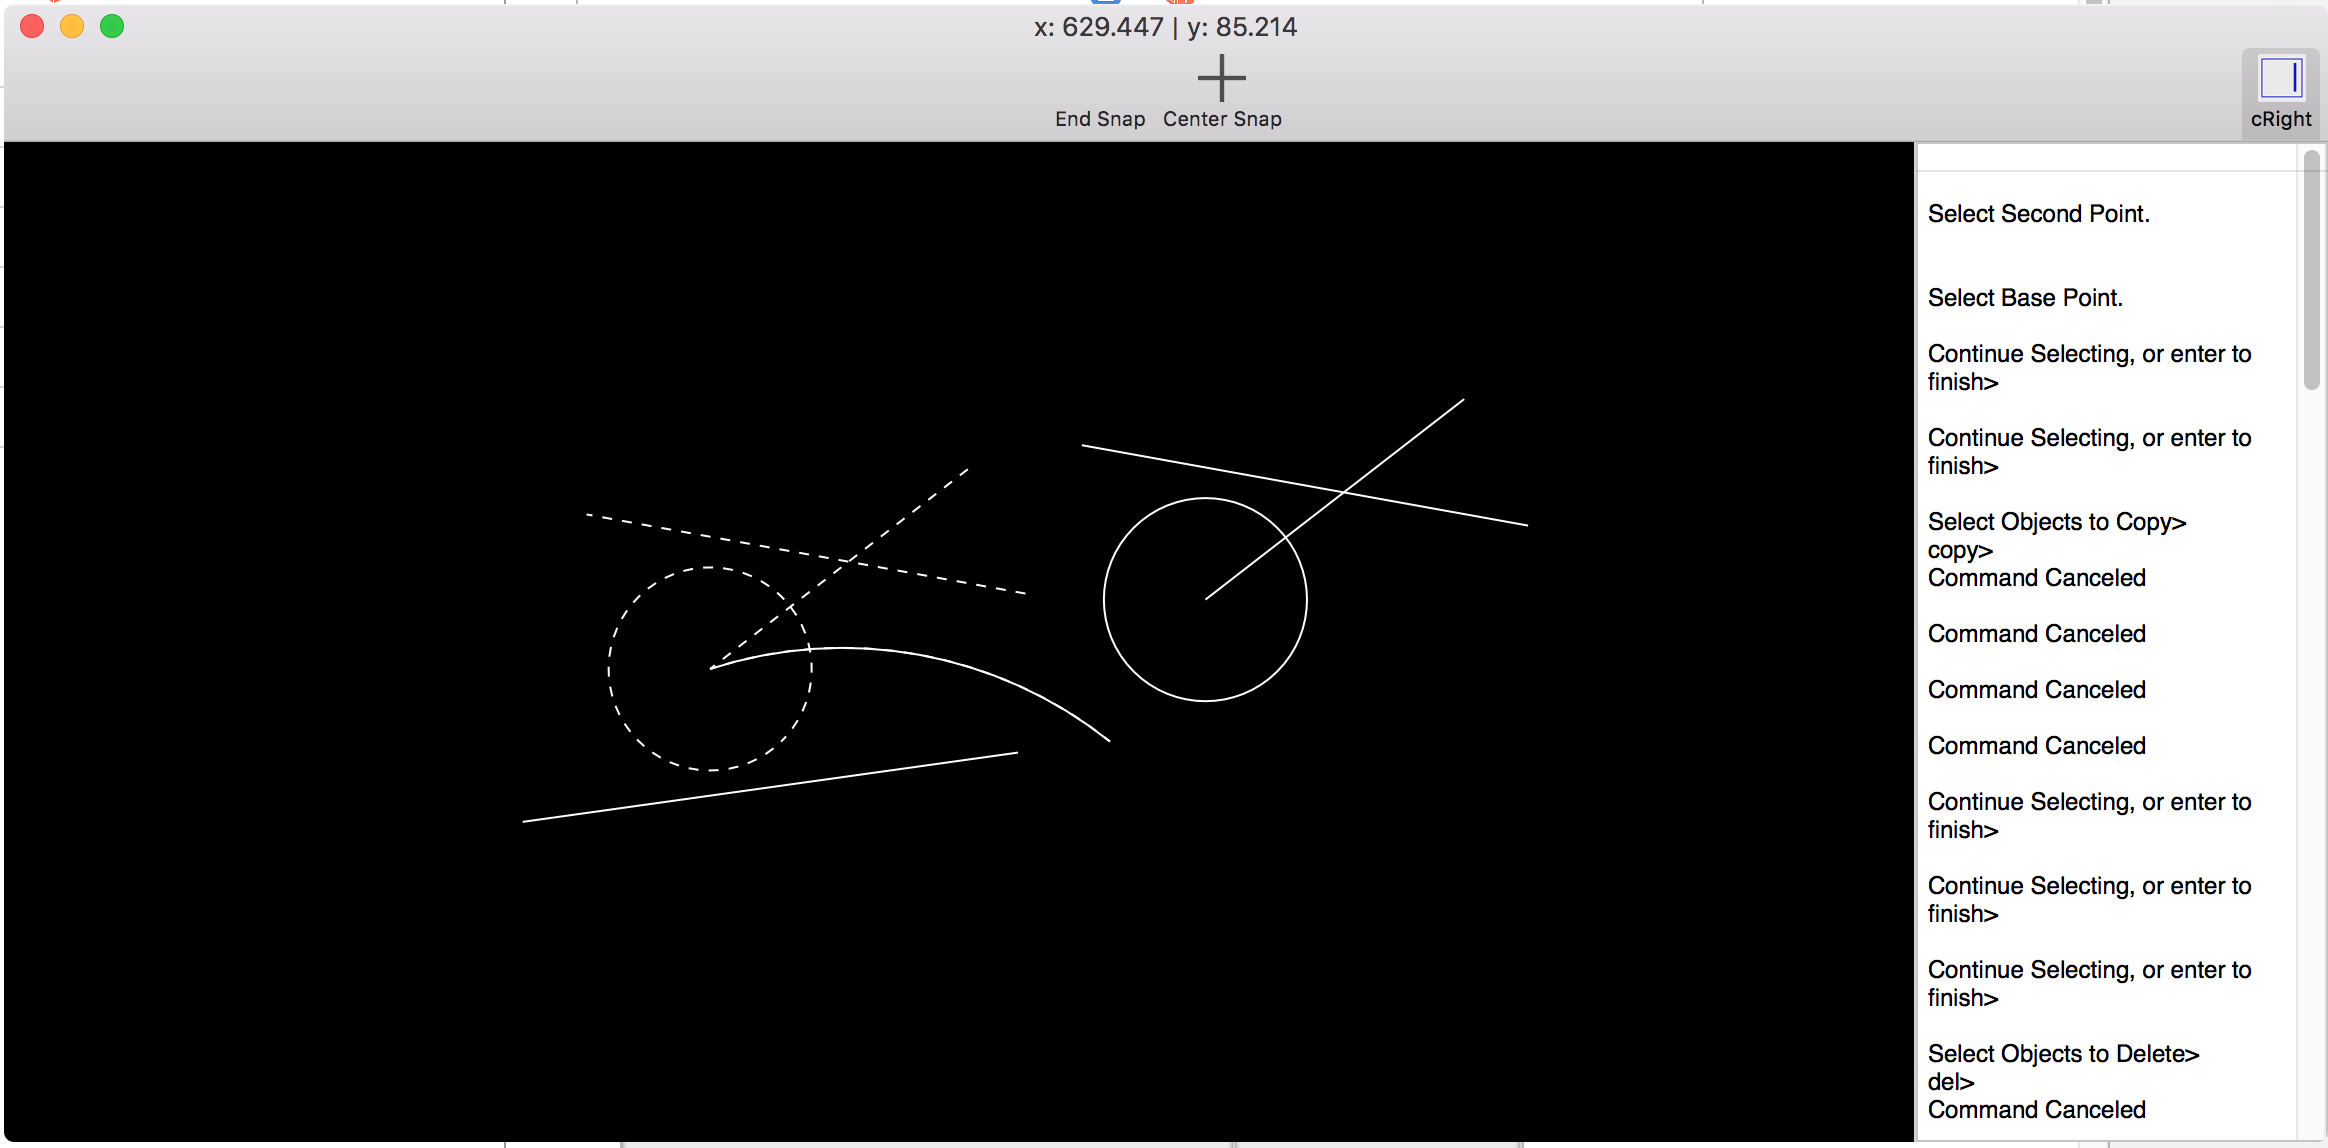 x: 629.447 | y: 85.214
End Snap Center Snap
cRight
Select Second Point.
Select Base Point.
Continue Selecting, or enter to
finish>
Continue Selecting, or enter to
finish>
Select Objects to Copy>
copy>
Command Canceled
Command Canceled
Command Canceled
Command Canceled
Continue Selecting, or enter to
finish>
Continue Selecting, or enter to
finish>
Continue Selecting, or enter to
finish>
Select Objects to Delete>
del>
Command Canceled